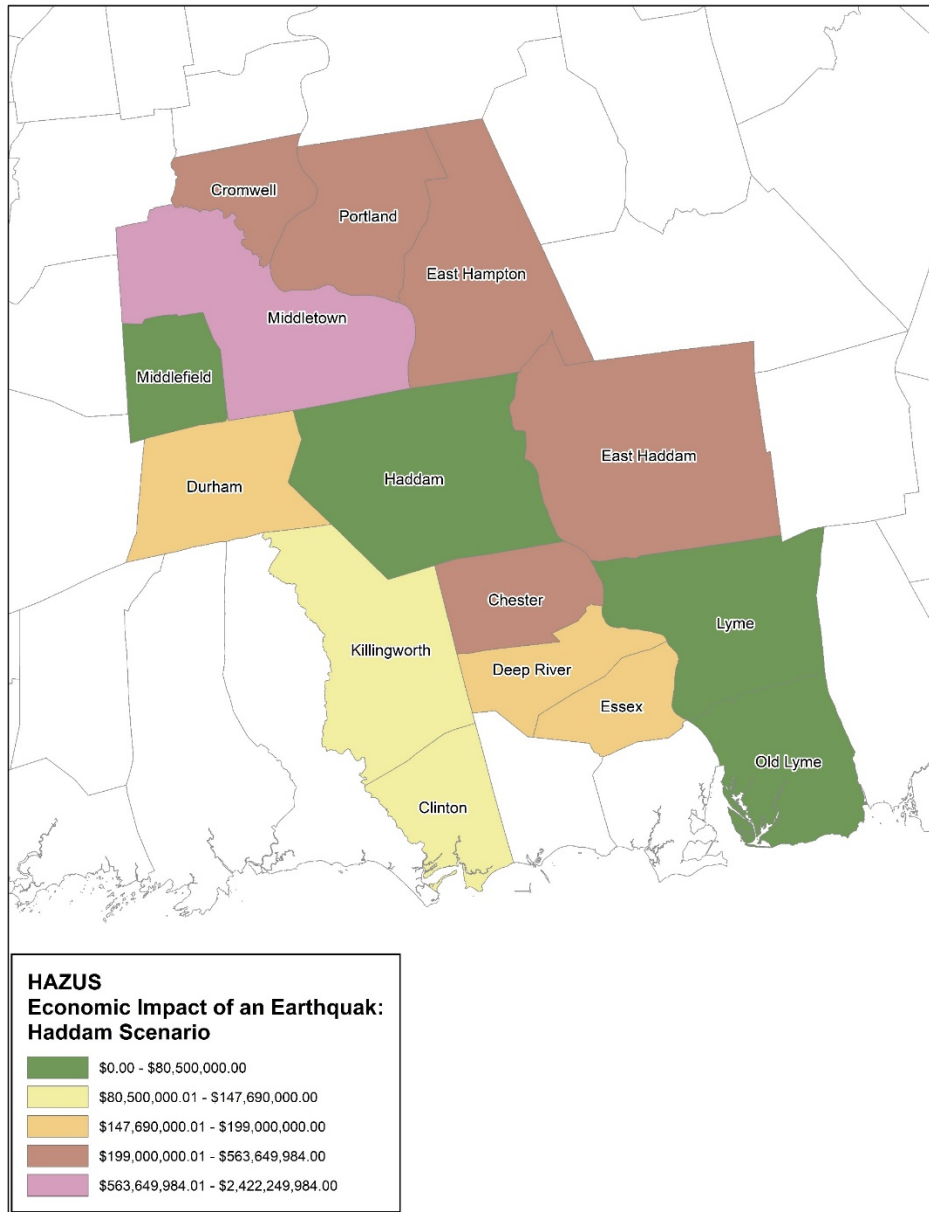 Cromwell
Portland
East Hampton
Middletown
Middlefield
East Haddam
Haddam
Durham
Chester
Lyme
Killingworth
Deep River
Essex
Old Lyme
Clinton
HAZUS
Economic Impact of an Earthquak:
Haddam Scenario
$0.00 - $80,500,000.00
$80,500,000.01 - $147,690,000.00
$147,690,000.01 - $199,000,000.00
$199,000,000.01 - $563,649,984.00
$563,649,984.01 - $2,422,249,984.00